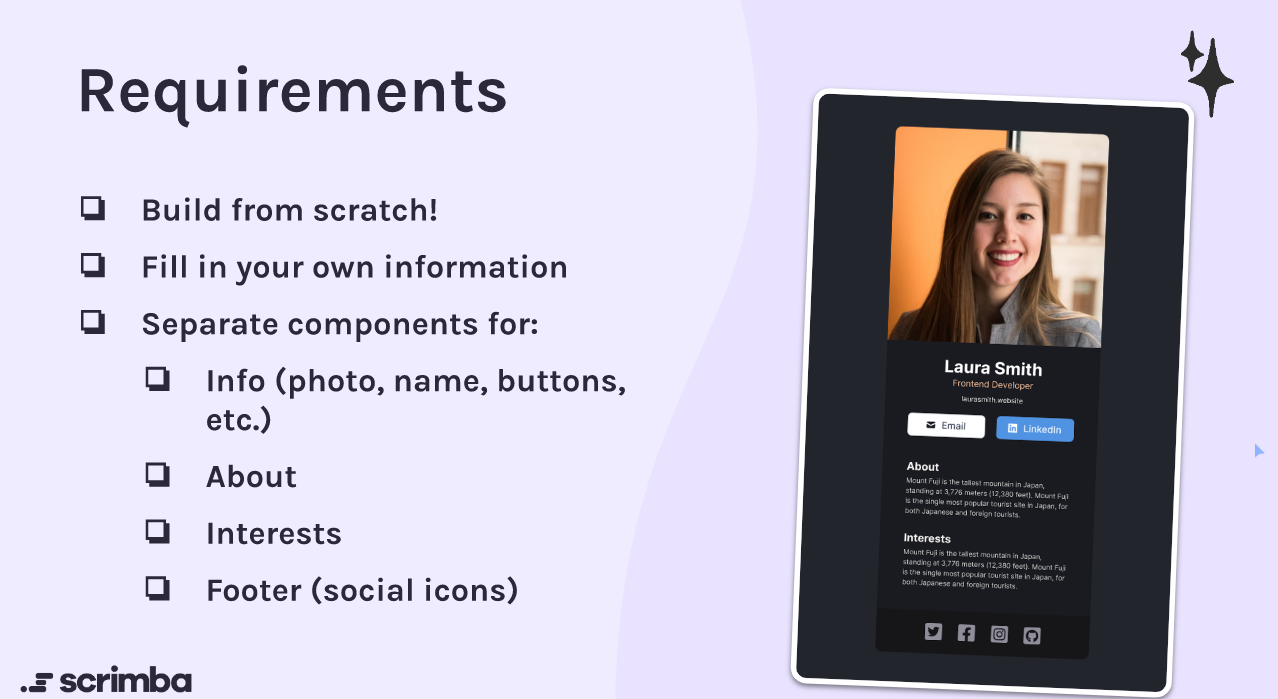 Requirements
Build from scratch!
Fill in your own information
Separate components for:
Info (photo, name, buttons,
etc.)
About
Interests
Footer (social icons)
scrimba
Laura Smith
Frontend Developer
laurasmith.website
Email
LinkedIn
About
Mount Fuji is the tallest mountain in Japan,
standing at 3,776 meters (12,380 feet). Mount Fuji
is the single most popular tourist site in Japan, for
both Japanese and foreign tourists.
Interests
Mount Fuji is the tallest mountain in Japan,
standing at 3,776 meters (12,380 feet). Mount Fuji
is the single most popular tourist site in Japan, for
both Japanese and foreign tourists.